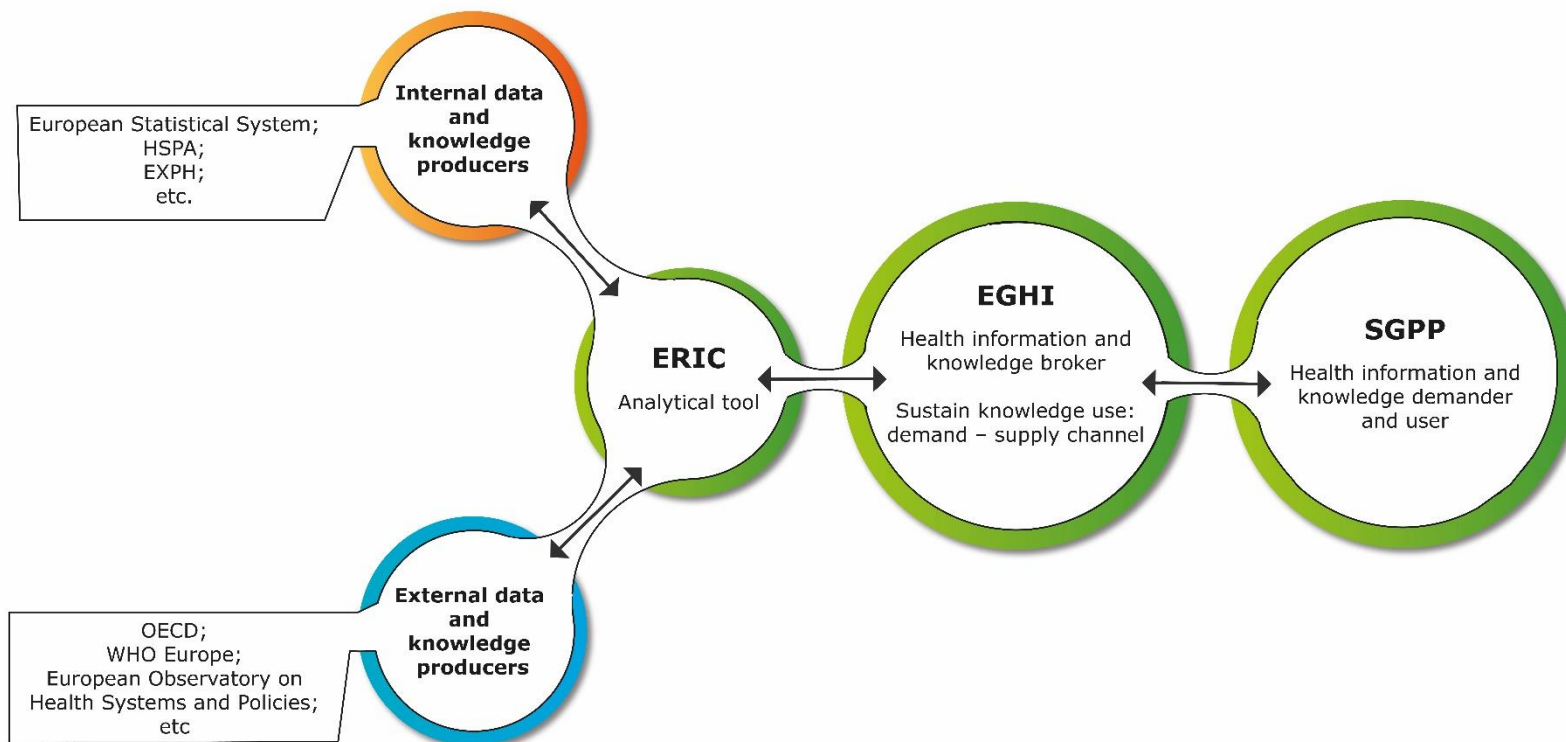 Internal data
and
knowledge
producers
European Statistical System;
HSPA;
EXPH;
etc.
ERIC
Analytical tool
EGHI
Health information and
knowledge broker
Sustain knowledge use:
demand – supply channel
SGPP
Health information and
knowledge demander
and user
External data
and
knowledge
producers
OECD;
WHO Europe;
European Observatory on
Health Systems and Policies;
etc